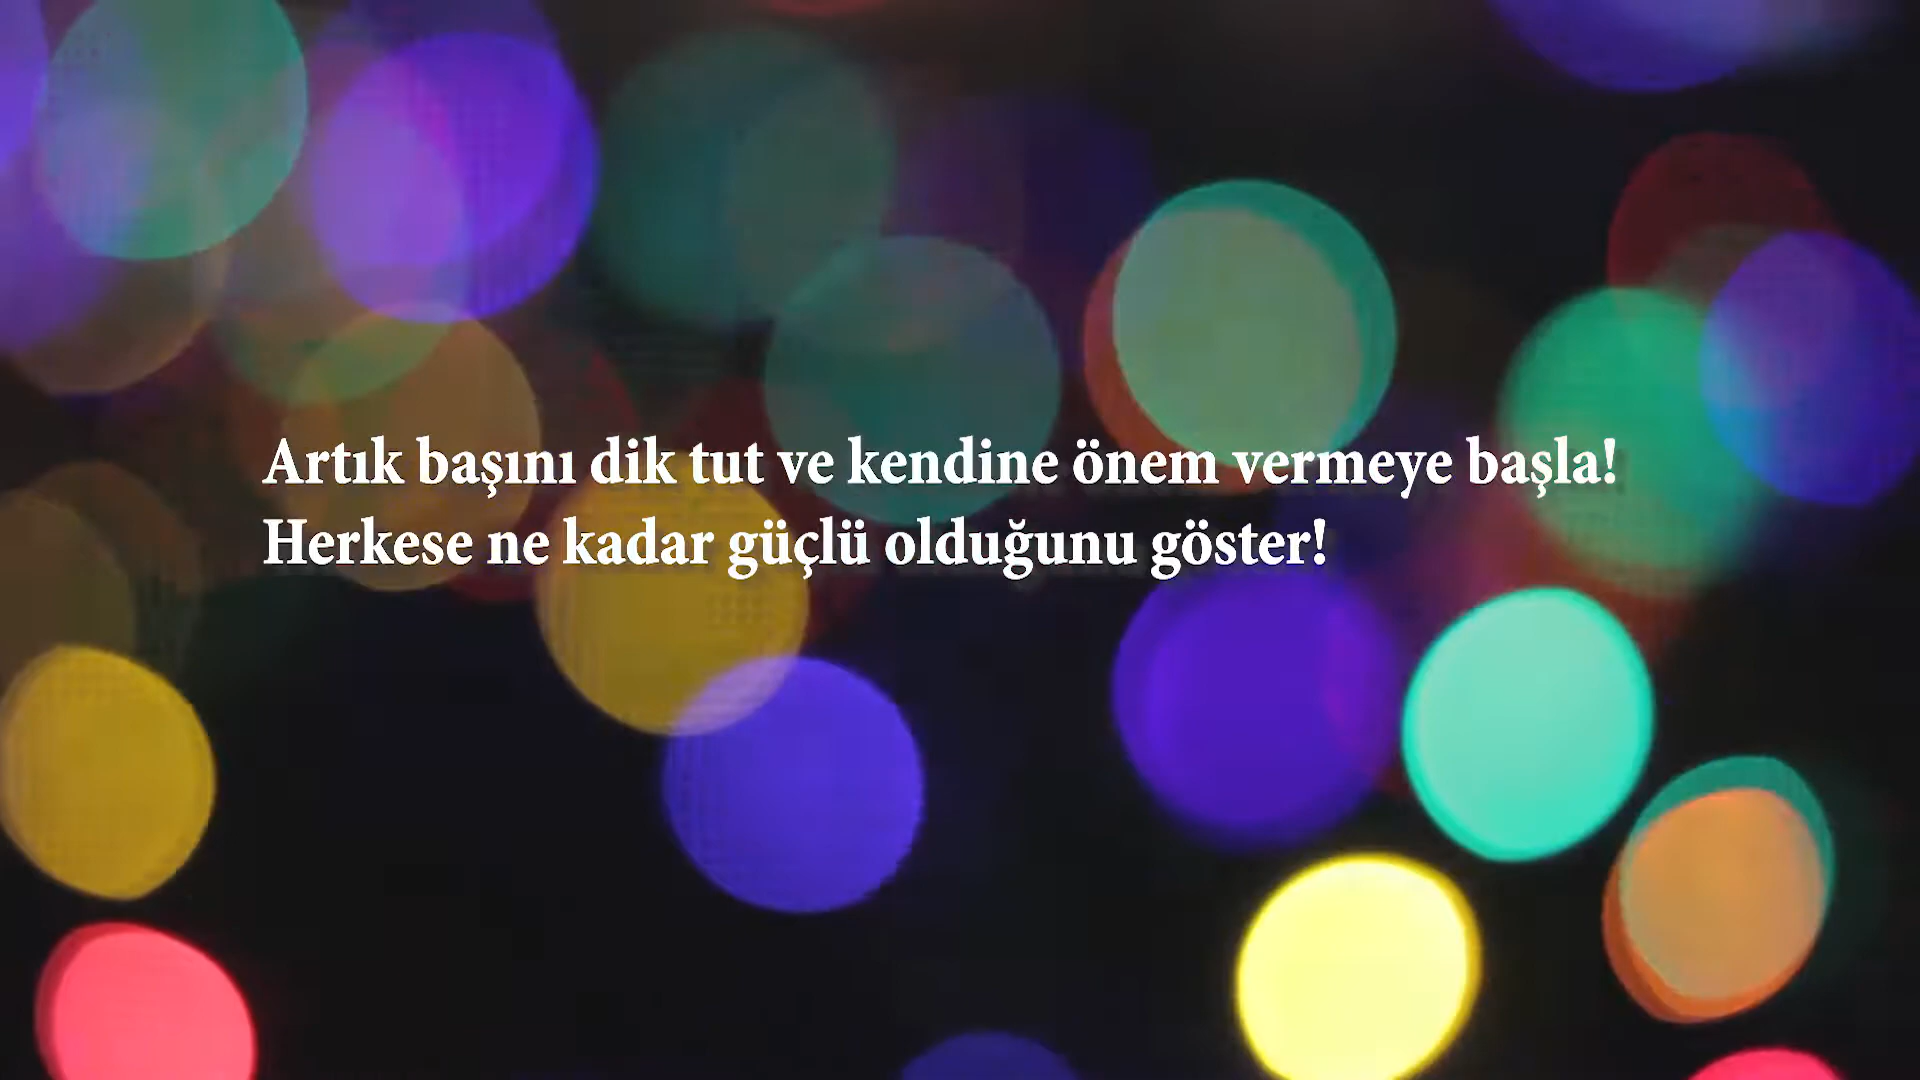 Artık başını dik tut ve kendine önem vermeye başla!
Herkese ne kadar güçlü olduğunu göster!